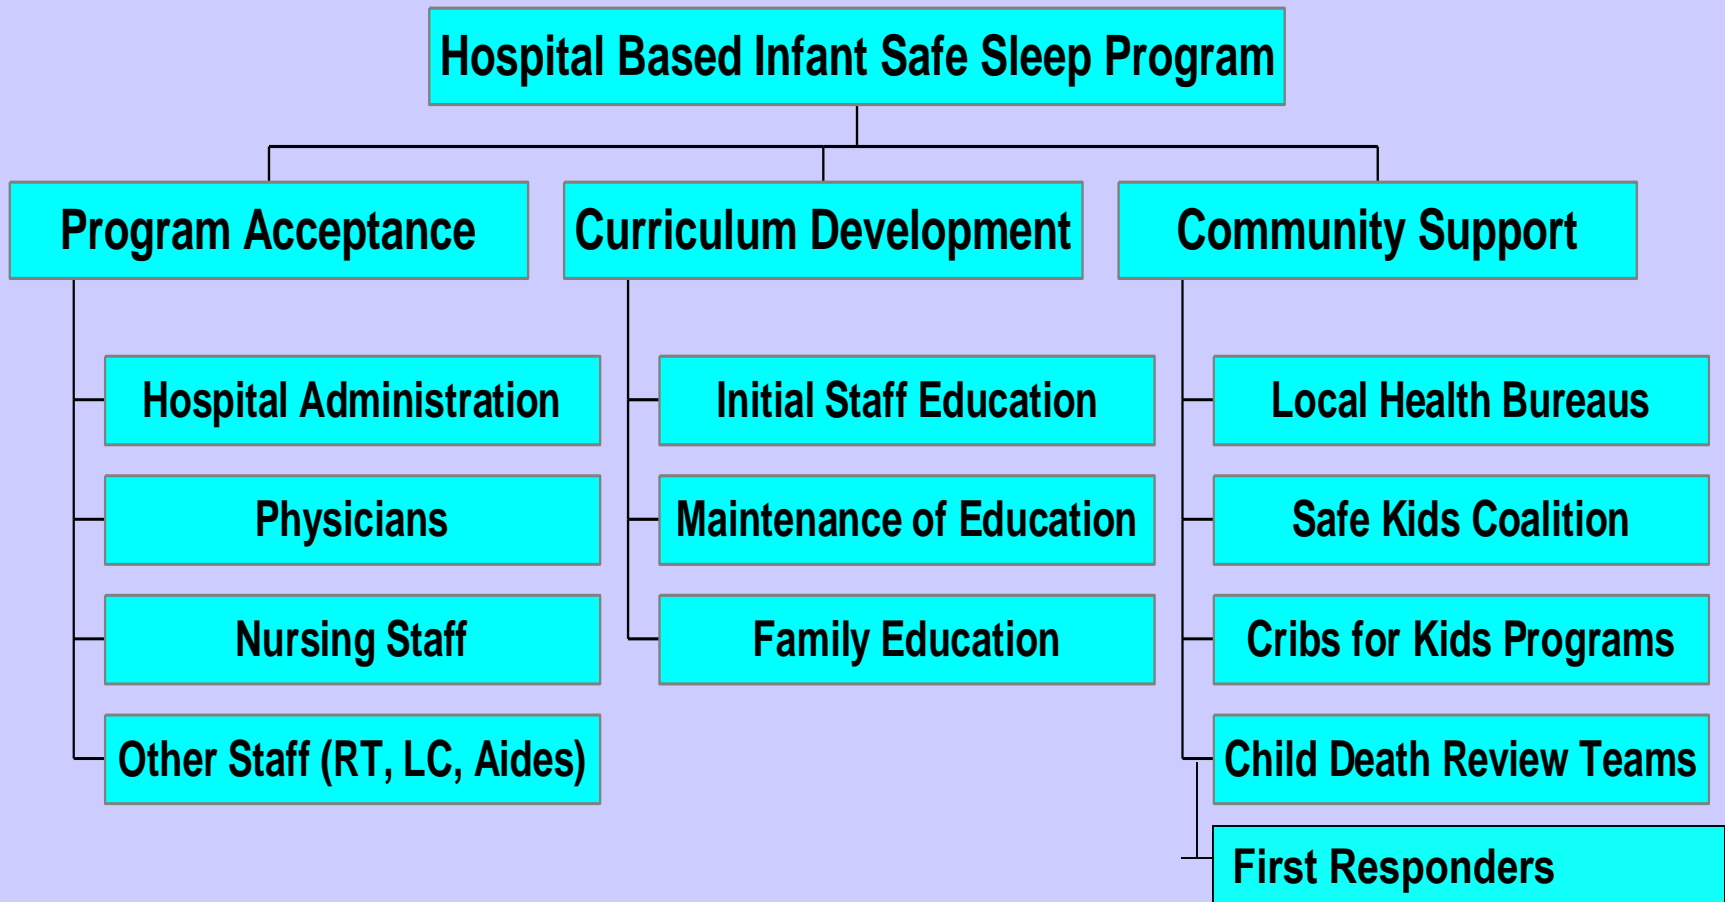 Hospital Based Infant Safe Sleep Program
Program Acceptance
Hospital Administration
Physicians
Nursing Staff
Other Staff (RT, LC, Aides)
Curriculum Development
Initial Staff Education
Maintenance of Education
Family Education
Community Support
Local Health Bureaus
Safe Kids Coalition
Cribs for Kids Programs
Child Death Review Teams
First Responders